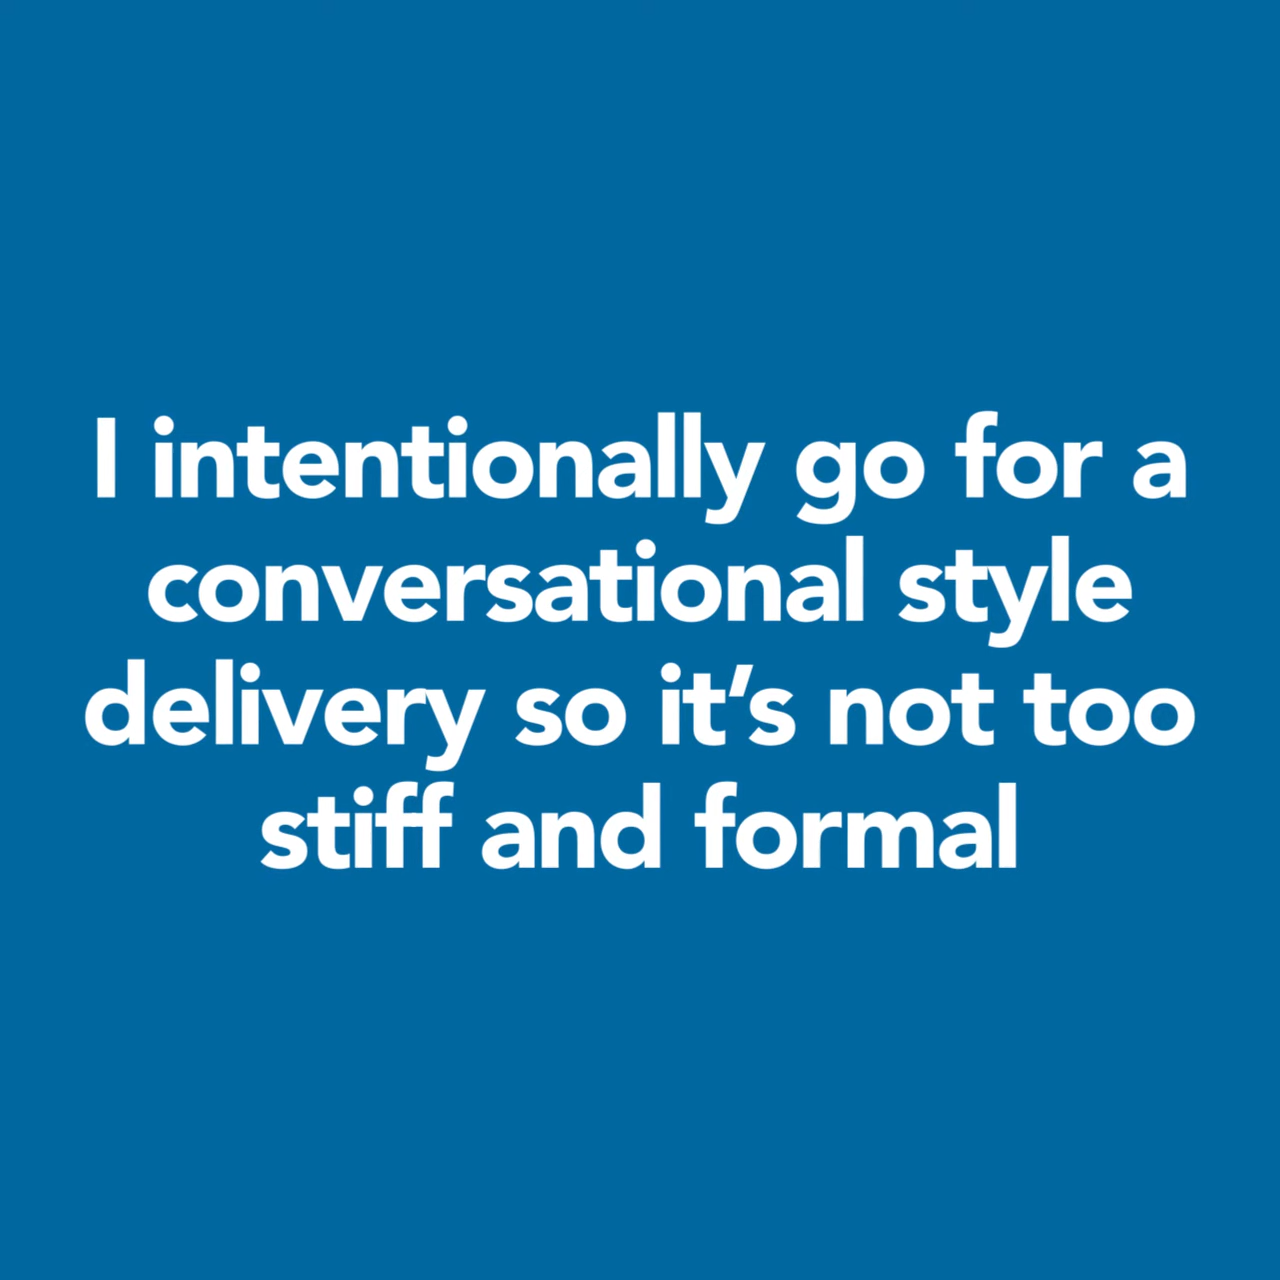 I intentionally go for a
conversational style
delivery so it’s not too
stiff and formal